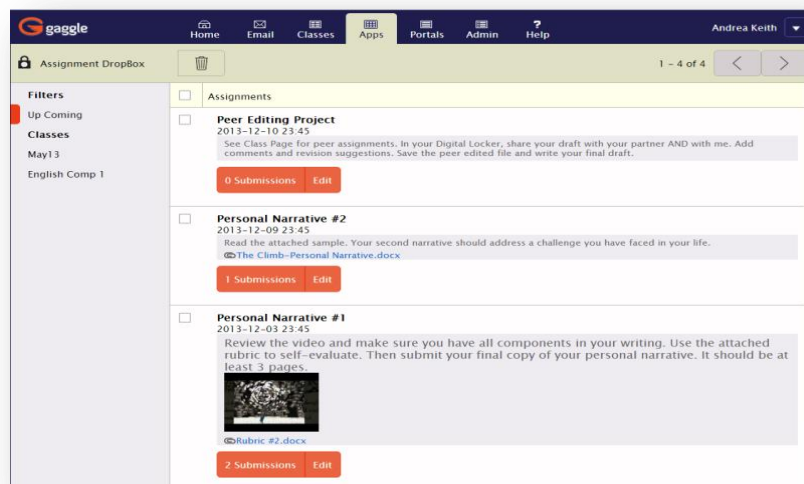 gaggle
Home Email Classes Apps Portals Admin ? Help
Andrea Keith
Assignment DropBox
1 - 4 of 4
Filters
Up Coming
Classes
May13
English Comp 1
Assignments
Peer Editing Project
2013-12-10 23:45
See Class Page for peer assignments. In your Digital Locker, share your draft with your partner AND with me. Add
comments and revision suggestions. Save the peer edited file and write your final draft.
0 Submissions Edit
Personal Narrative #2
2013-12-09 23:45
Read the attached sample. Your second narrative should address a challenge you have faced in your life.
The Climb-Personal Narrative.docx
1 Submissions Edit
Personal Narrative #1
2013-12-03 23:45
Review the video and make sure you have all components in your writing. Use the attached
rubric to self-evaluate. Then submit your final copy of your personal narrative. It should be at
least 3 pages.
Rubric #2.docx
2 Submissions Edit